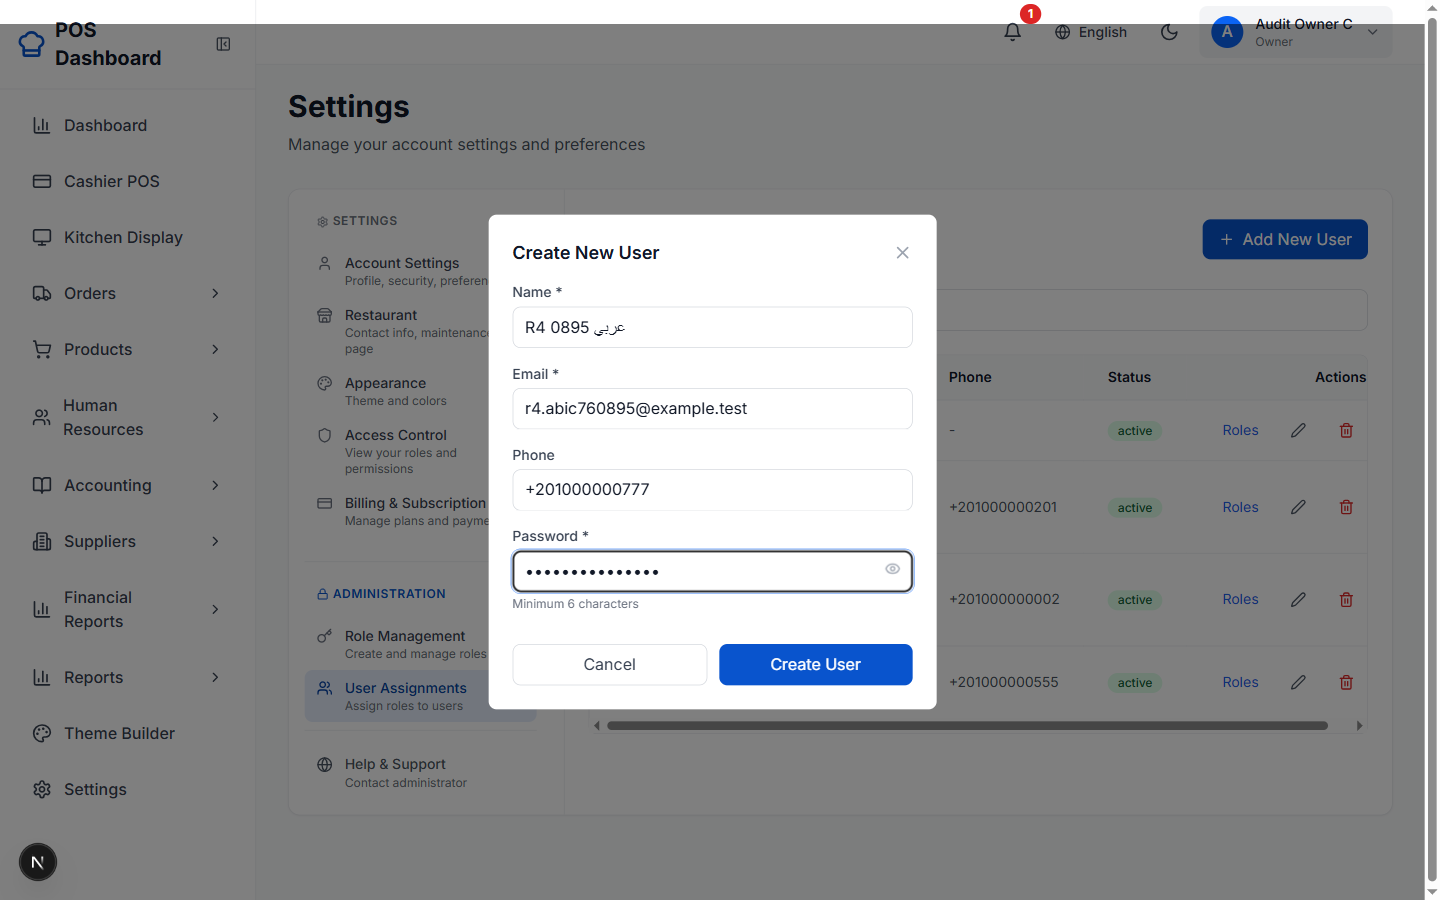 POS
Dashboard
1
English
A
Audit Owner C
Owner
Dashboard
Cashier POS
Kitchen Display
Orders
Products
Human
Resources
Accounting
Suppliers
Financial
Reports
Reports
Theme Builder
Settings
N
Settings
Manage your account settings and preferences
SETTINGS
Account Settings
Profile, security, preferen
Restaurant
Contact info, maintenance
page
Appearance
Theme and colors
Access Control
View your roles and
permissions
Billing & Subscription
Manage plans and payme
ADMINISTRATION
Role Management
Create and manage roles
User Assignments
Assign roles to users
Help & Support
Contact administrator
+ Add New User
Phone Status Actions
- active Roles
+201000000201 active Roles
+201000000002 active Roles
+201000000555 active Roles
Create New User
Name *
R4 0895 عربي
Email *
r4.abic760895@example.test
Phone
+201000000777
Password *
•••••••••••••••
Minimum 6 characters
Cancel
Create User